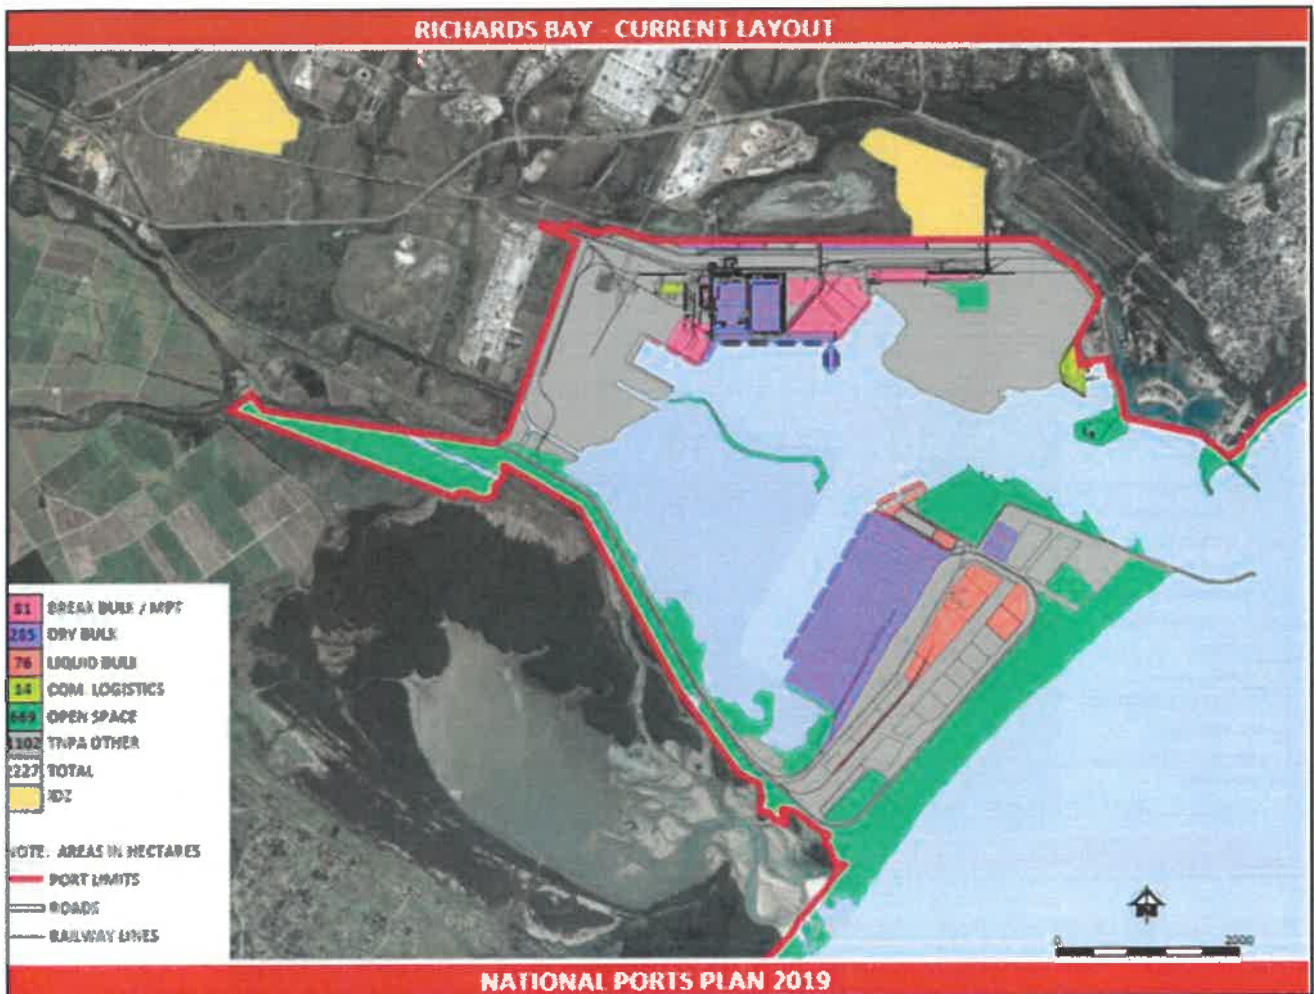 RICHARDS BAY - CURRENT LAYOUT
81 BREAK BULK / MPT
285 DRY BULK
76 LIQUID BULK
14 COM. LOGISTICS
669 OPEN SPACE
1102 TNPA OTHER
2227 TOTAL
IDZ
NOTE: AREAS IN HECTARES
PORT LIMITS
ROADS
RAILWAY LINES
0 2000
NATIONAL PORTS PLAN 2019